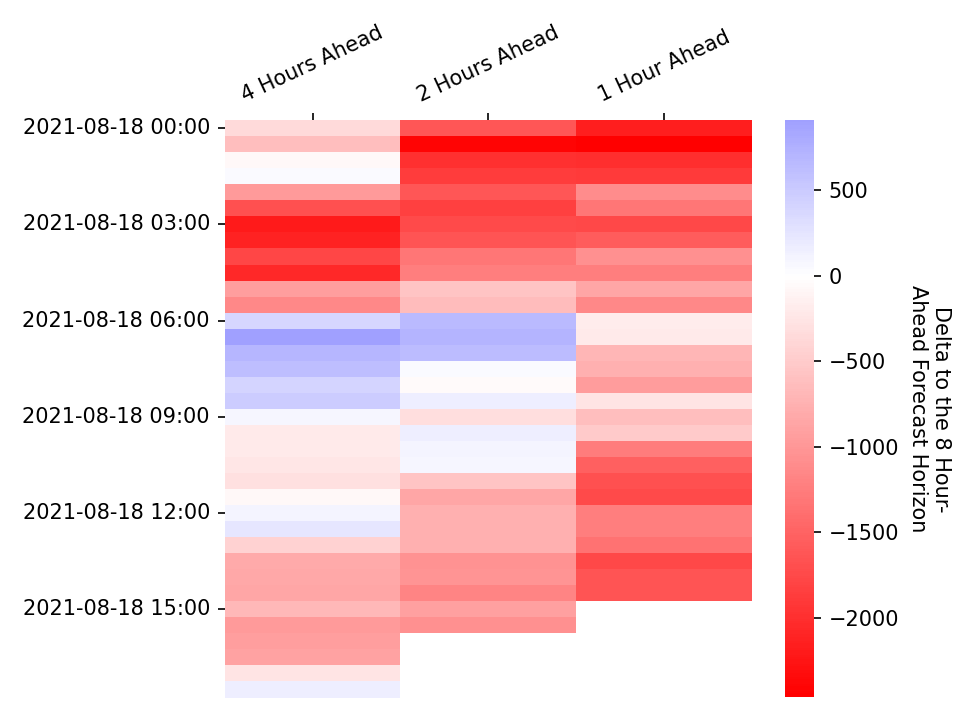 4 Hours Ahead
2 Hours Ahead
1 Hour Ahead
2021-08-18 00:00
2021-08-18 03:00
2021-08-18 06:00
2021-08-18 09:00
2021-08-18 12:00
2021-08-18 15:00
500
0
−500
−1000
−1500
−2000
Delta to the 8 Hour-
Ahead Forecast Horizon